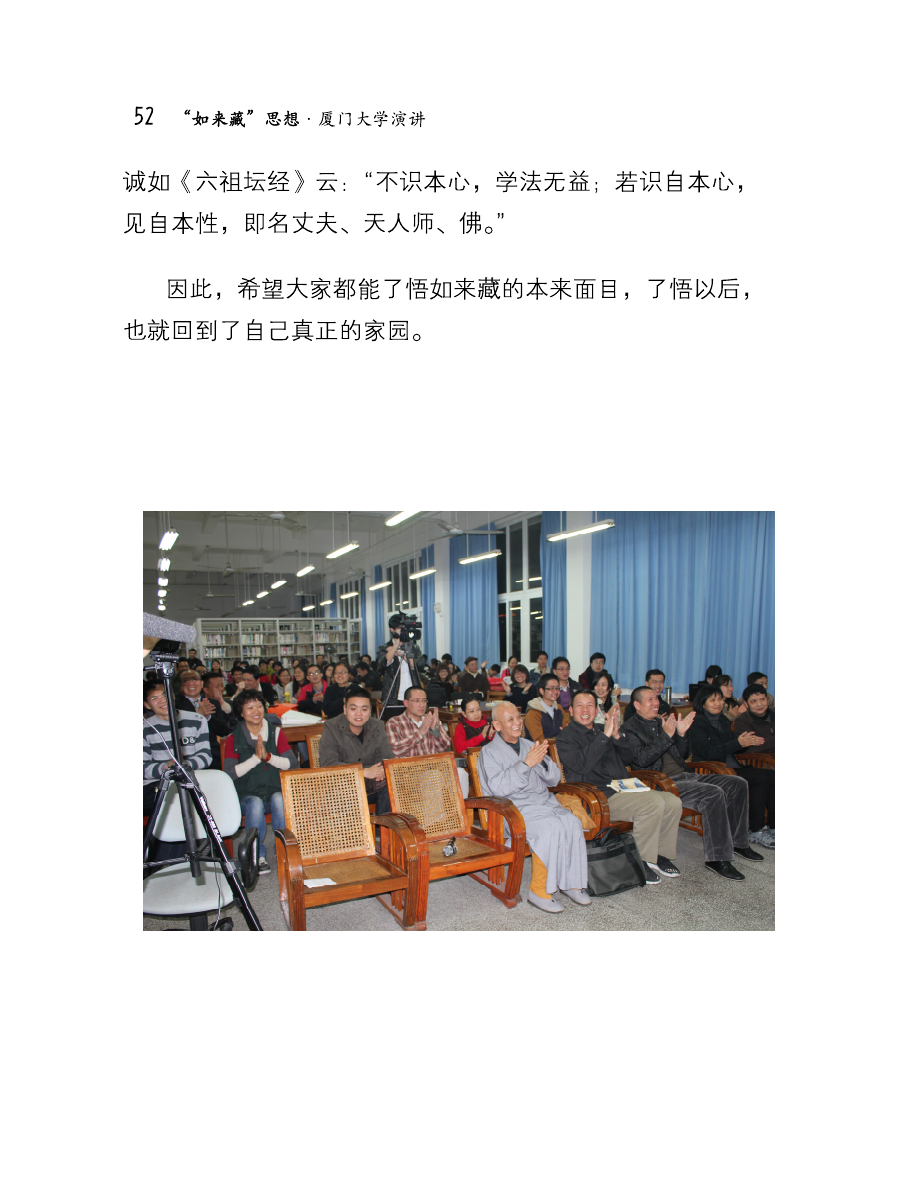 52 “如来藏”思想·厦门大学演讲
诚如《六祖坛经》云：“不识本心，学法无益；若识自本心，
见自本性，即名丈夫、天人师、佛。”
因此，希望大家都能了悟如来藏的本来面目，了悟以后，
也就回到了自己真正的家园。